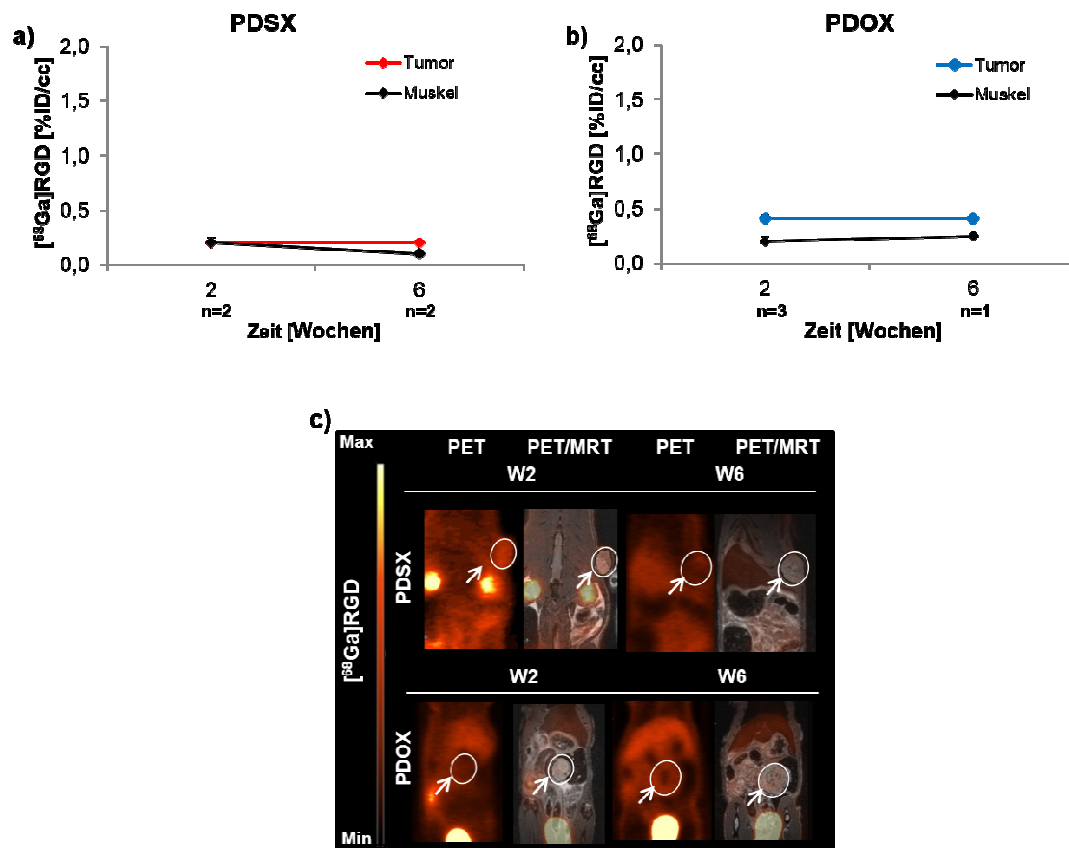 a)
PDSX
[⁶⁸Ga]RGD [%ID/cc]
2,0
1,5
1,0
0,5
0,0
Tumor
Muskel
2
6
n=2
n=2
Zeit [Wochen]
b)
PDOX
[⁶⁸Ga]RGD [%ID/cc]
2,0
1,5
1,0
0,5
0,0
Tumor
Muskel
2
6
n=3
n=1
Zeit [Wochen]
c)
Max
PET
PET/MRT
PET
PET/MRT
W2
W6
PDSX
[⁶⁸Ga]RGD
W2
W6
PDOX
Min